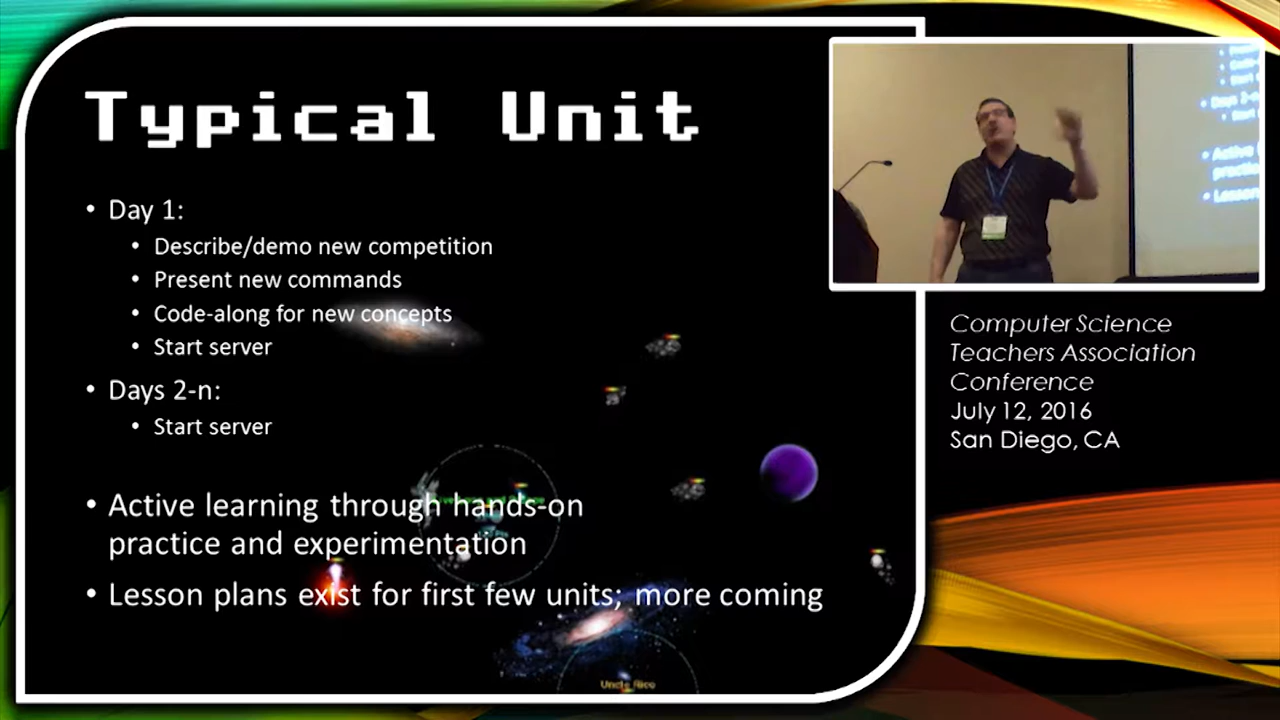 Typical Unit
• Day 1:
• Describe/demo new competition
• Present new commands
• Code-along for new concepts
• Start server
• Days 2-n:
• Start server
• Active learning through hands-on
practice and experimentation
• Lesson plans exist for first few units; more coming
Uncle Rico
Computer Science
Teachers Association
Conference
July 12, 2016
San Diego, CA